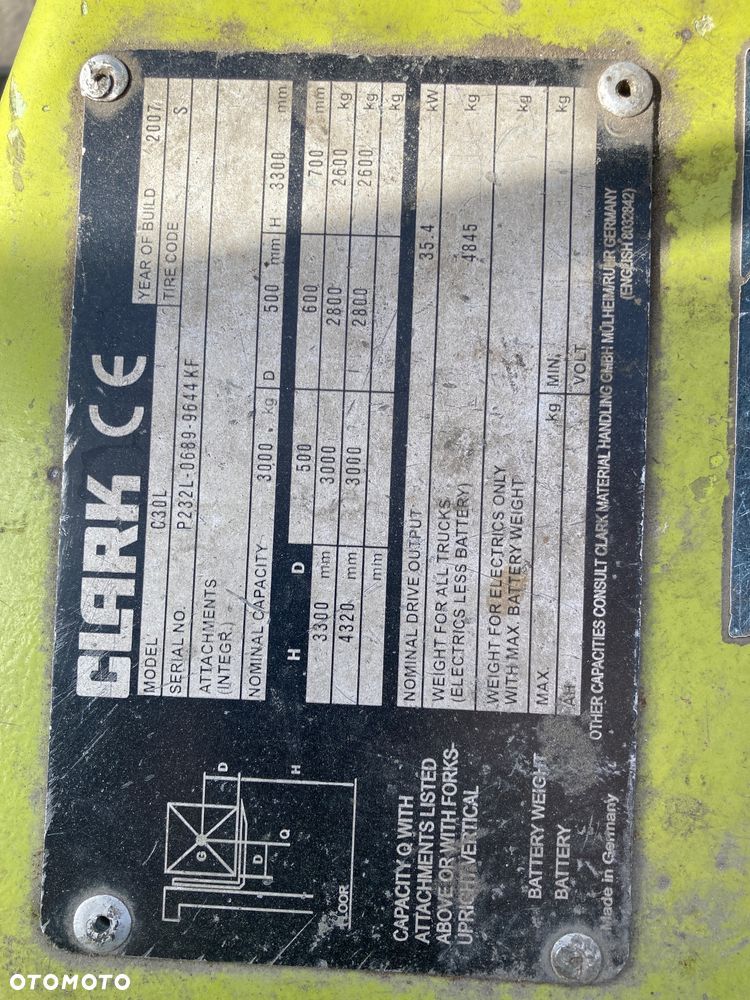 CLARK CE
MODEL C30L YEAR OF BUILD 2007
SERIAL NO. P232L-0689-9644KF TIRE CODE S
ATTACHMENTS
(INTEGR.)
NOMINAL CAPACITY 3000 kg D 500 mm H 3300 mm
H D 500 600 700 mm
3300 mm 3000 2800 2600 kg
4320 mm 3000 2800 2600 kg
mm kg
NOMINAL DRIVE OUTPUT 35.4 kW
WEIGHT FOR ALL TRUCKS
(ELECTRICS LESS BATTERY) 4845 kg
WEIGHT FOR ELECTRICS ONLY
WITH MAX. BATTERY WEIGHT kg
BATTERY WEIGHT MAX. kg MIN. kg
BATTERY AH VOLT
G
D
Q
D
H
FLOOR
CAPACITY Q WITH
ATTACHMENTS LISTED
ABOVE OR WITH FORKS-
UPRIGHT VERTICAL
Made in Germany
OTHER CAPACITIES CONSULT CLARK MATERIAL HANDLING GMBH MÜLHEIM/RUHR GERMANY
(ENGLISH 8032842)
OTOMOTO